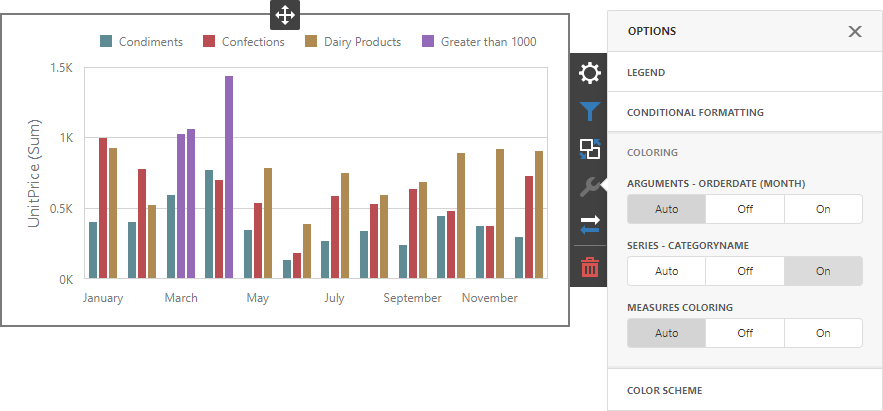 Condiments Confections Dairy Products Greater than 1000
1.5K
1K
0.5K
0K
UnitPrice (Sum)
January March May July September November
OPTIONS
LEGEND
CONDITIONAL FORMATTING
COLORING
ARGUMENTS - ORDERDATE (MONTH)
Auto Off On
SERIES - CATEGORYNAME
Auto Off On
MEASURES COLORING
Auto Off On
COLOR SCHEME